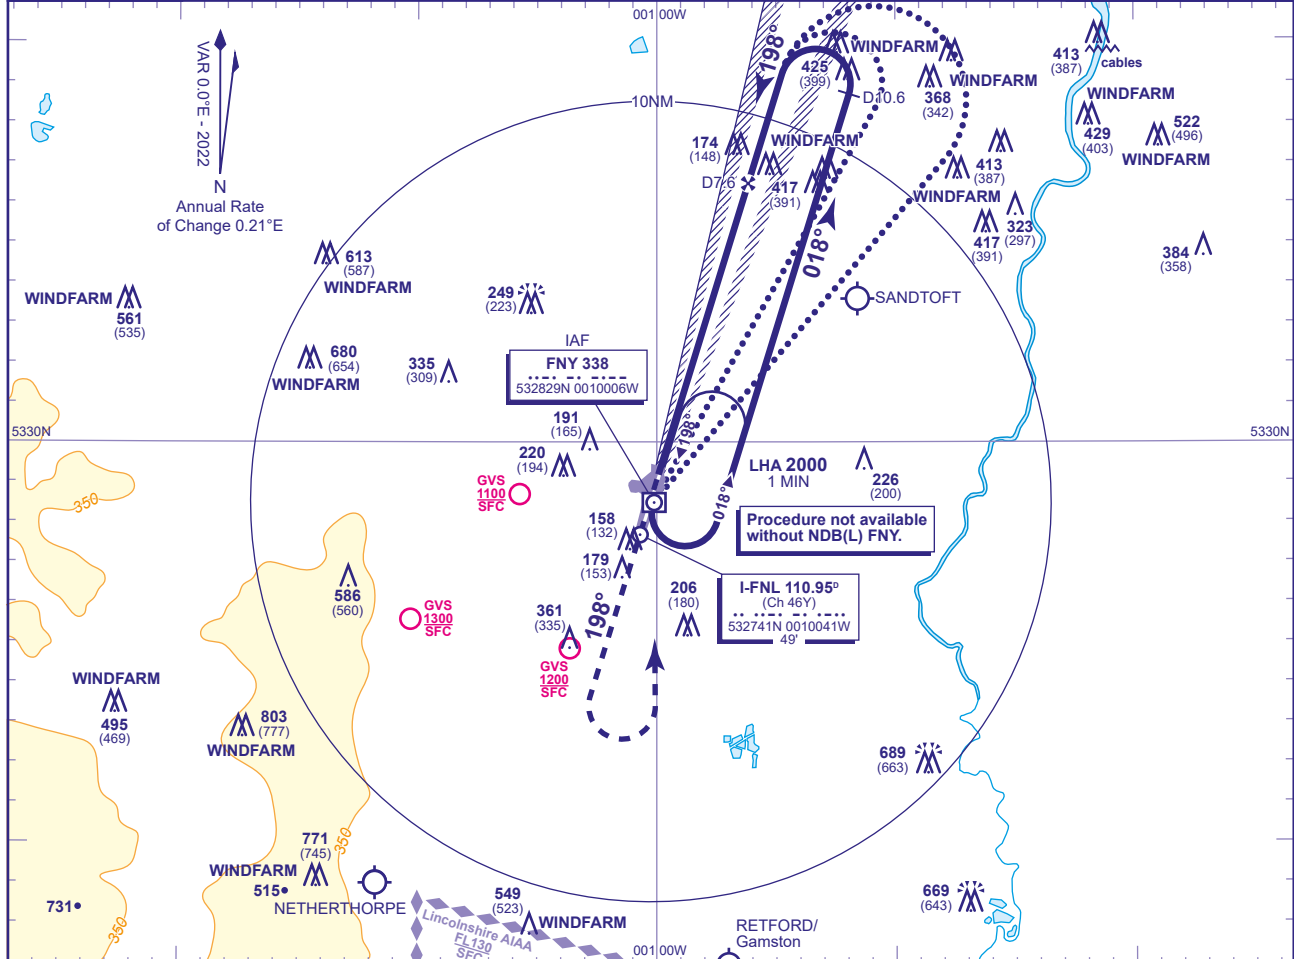 001 00W
VAR 0.0°E - 2022
N
Annual Rate
of Change 0.21°E
10NM
198°
WINDFARM
425
(399)
D10.6
368
(342)
WINDFARM
413
(387)
cables
WINDFARM
429
(403)
522
(496)
WINDFARM
174
(148)
WINDFARM
D7.6
417
(391)
413
(387)
WINDFARM
323
(297)
417
(391)
384
(358)
018°
613
(587)
WINDFARM
WINDFARM
561
(535)
249
(223)
SANDTOFT
IAF
FNY 338
532829N 0010006W
680
(654)
WINDFARM
335
(309)
191
(165)
220
(194)
5330N
5330N
198°
LHA 2000
1 MIN
018°
226
(200)
GVS
1100
SFC
350
Procedure not available
without NDB(L) FNY.
158
(132)
179
(153)
I-FNL 110.95D
(Ch 46Y)
532741N 0010041W
49'
206
(180)
586
(560)
GVS
1300
SFC
361
(335)
198°
GVS
1200
SFC
WINDFARM
495
(469)
803
(777)
WINDFARM
689
(663)
771
(745)
350
WINDFARM
515
NETHERTHORPE
731
350
549
(523)
WINDFARM
Lincolnshire AIAA
FL130
SFC
669
(643)
RETFORD/
Gamston
001 00W